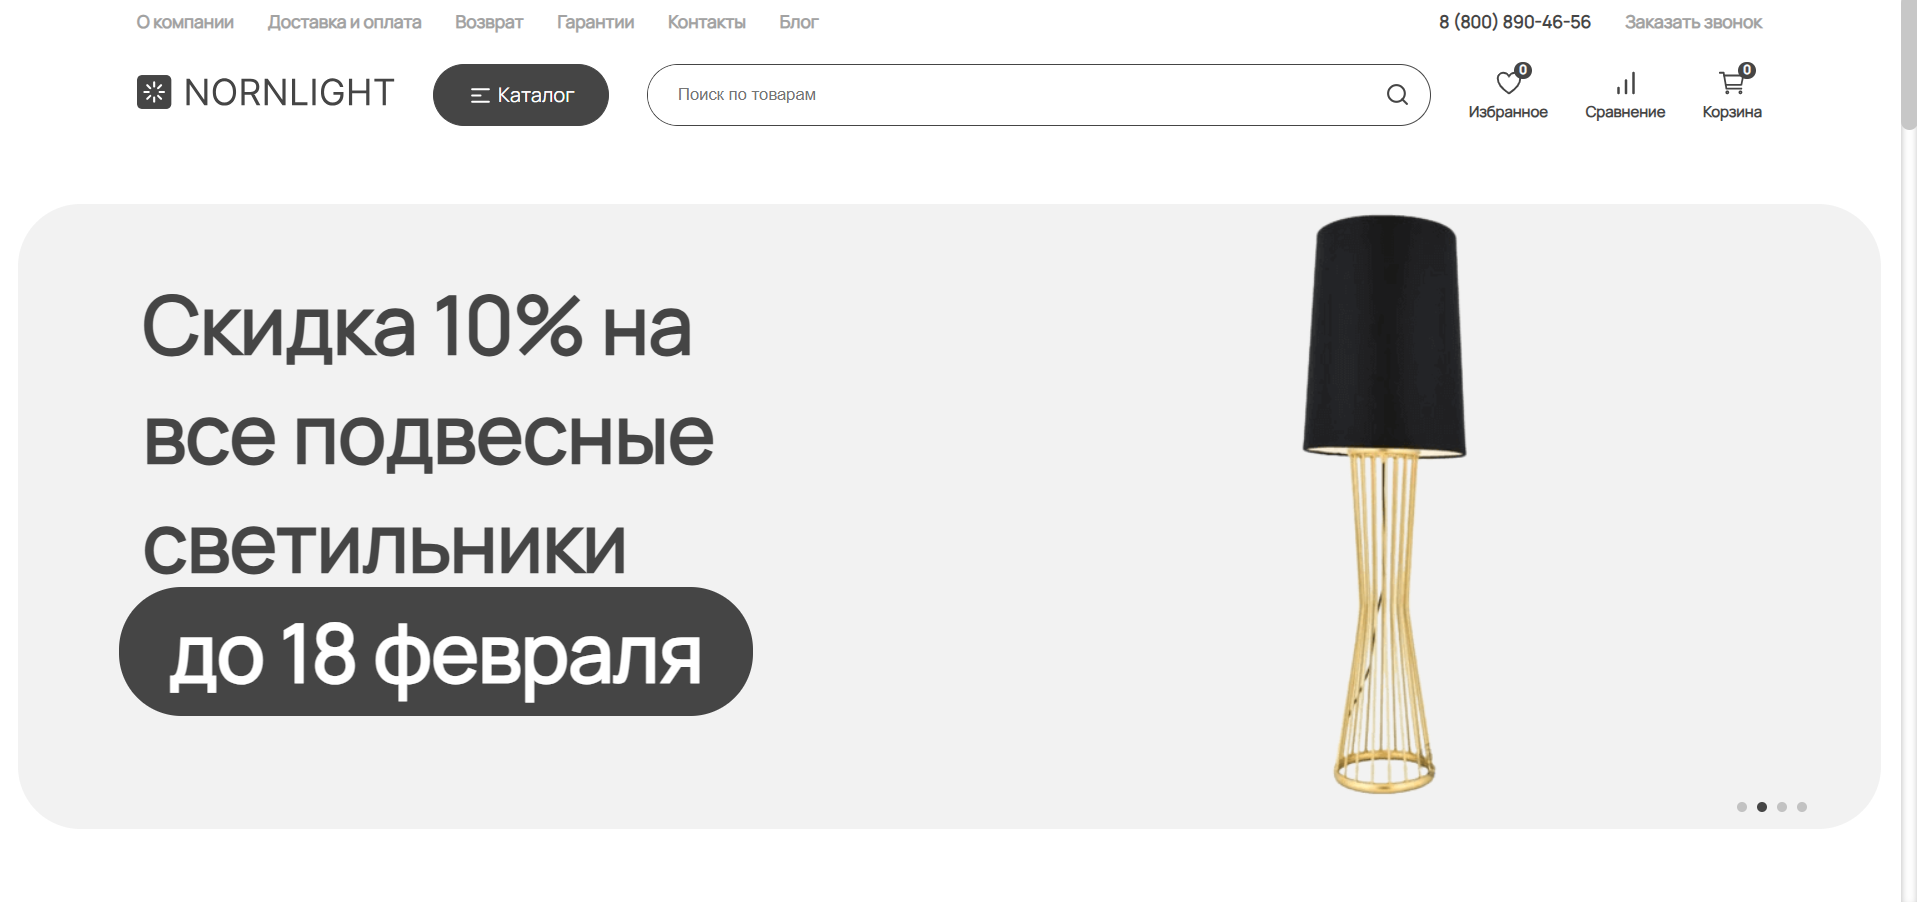 О компании Доставка и оплата Возврат Гарантии Контакты Блог 8 (800) 890-46-56 Заказать звонок
NORNLIGHT Каталог Поиск по товарам 0 0
Избранное Сравнение Корзина
Скидка 10% на
все подвесные
светильники
до 18 февраля